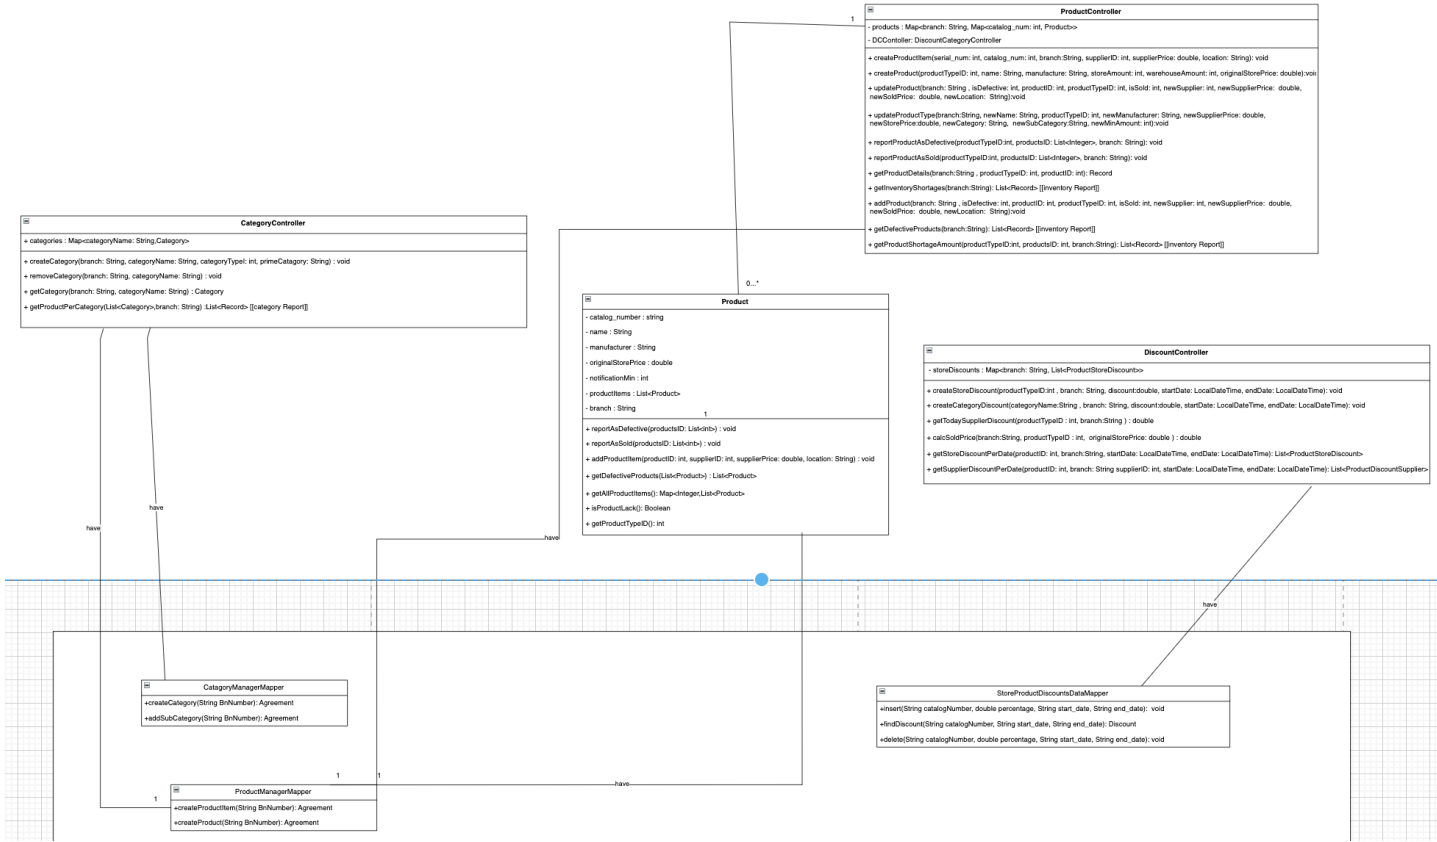 ProductController
1
- products : Map<branch: String, Map<catalog_num: int, Product>>
- DCContoller: DiscountCategoryController
+ createProductItem(serial_num: int, catalog_num: int, branch:String, supplierID: int, supplierPrice: double, location: String): void
+ createProduct(productTypeID: int, name: String, manufacture: String, storeAmount: int, warehouseAmount: int, originalStorePrice: double):void
+ updateProduct(branch: String , isDefective: int, productID: int, productTypeID: int, isSold: int, newSupplier: int, newSupplierPrice:  double,
newSoldPrice:  double, newLocation:  String):void
+ updateProductType(branch:String, newName: String, productTypeID: int, newManufacturer: String, newSupplierPrice: double,
newStorePrice:double, newCategory: String,  newSubCategory:String, newMinAmount: int):void
+ reportProductAsDefective(productTypeID:int, productsID: List<Integer>, branch: String): void
+ reportProductAsSold(productTypeID:int, productsID: List<Integer>, branch: String): void
+ getProductDetails(branch:String , productTypeID: int, productID: int): Record
+ getInventoryShortages(branch:String): List<Record> [[inventory Report]]
+ addProduct(branch: String , isDefective: int, productID: int, productTypeID: int, isSold: int, newSupplier: int, newSupplierPrice:  double,
newSoldPrice:  double, newLocation:  String):void
+ getDefectiveProducts(branch:String): List<Record> [[inventory Report]]
+ getProductShortageAmount(productTypeID:int, productsID: int, branch:String): List<Record> [[inventory Report]]
CategoryController
+ categories : Map<categoryName: String,Category>
+ createCategory(branch: String, categoryName: String, categoryTypeI: int, primeCatagory: String) : void
+ removeCategory(branch: String, categoryName: String) : void
+ getCategory(branch: String, categoryName: String) : Category
+ getProductPerCategory(List<Category>,branch: String) :List<Record> [[category Report]]
0...*
Product
- catalog_number : string
- name : String
- manufacturer : String
- originalStorePrice : double
- notificationMin : int
- productItems : List<Product>
- branch : String
1
+ reportAsDefective(productsID: List<int>) : void
+ reportAsSold(productsID: List<int>) : void
+ addProductItem(productID: int, supplierID: int, supplierPrice: double, location: String) : void
+ getDefectiveProducts(List<Product>) : List<Product>
+ getAllProductItems(): Map<Integer,List<Product>
+ isProductLack(): Boolean
+ getProductTypeID(): int
DiscountController
- storeDiscounts : Map<branch: String, List<ProductStoreDiscount>>
+ createStoreDiscount(productTypeID:int , branch: String, discount:double, startDate: LocalDateTime, endDate: LocalDateTime): void
+ createCategoryDiscount(categoryName:String , branch: String, discount:double, startDate: LocalDateTime, endDate: LocalDateTime): void
+ getTodaySupplierDiscount(productTypeID : int, branch:String ) : double
+ calcSoldPrice(branch:String, productTypeID : int,  originalStorePrice: double ) : double
+ getStoreDiscountPerDate(productID: int, branch:String, startDate: LocalDateTime, endDate: LocalDateTime): List<ProductStoreDiscount>
+ getSupplierDiscountPerDate(productID: int, branch: String supplierID: int, startDate: LocalDateTime, endDate: LocalDateTime): List<ProductDiscountSupplier>
have
have
have
have
CatagoryManagerMapper
+createCategory(String BnNumber): Agreement
+addSubCategory(String BnNumber): Agreement
StoreProductDiscountsDataMapper
+insert(String catalogNumber, double percentage, String start_date, String end_date):  void
+findDiscount(String catalogNumber, String start_date, String end_date): Discount
+delete(String catalogNumber, double percentage, String start_date, String end_date): void
1
1
have
1
ProductManagerMapper
+createProductItem(String BnNumber): Agreement
+createProduct(String BnNumber): Agreement